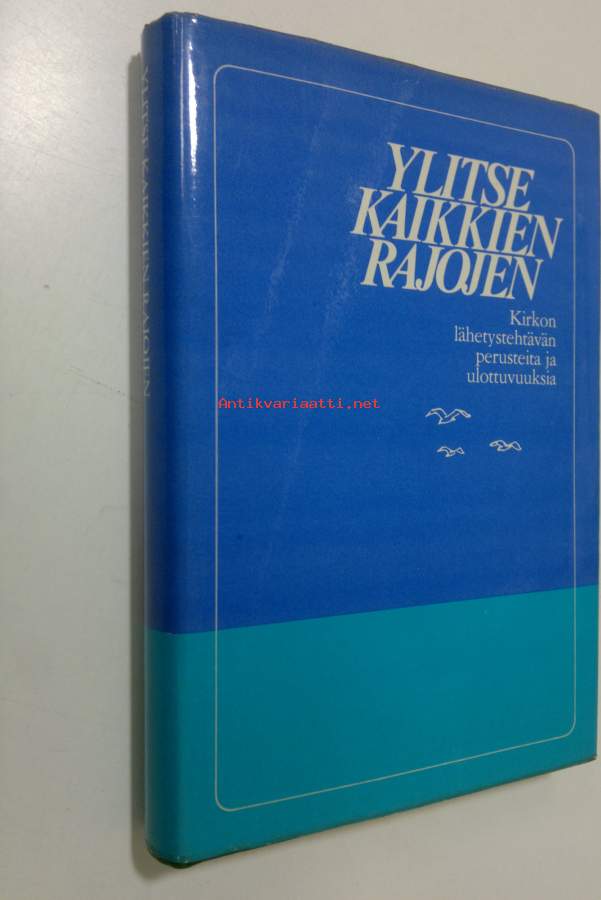 YLITSE
KAIKKIEN
RAJOJEN
Kirkon
lähetystehtävän
perusteita ja
ulottuvuuksia
Antikvariaatti.net
YLITSE KAIKKIEN RAJOJEN